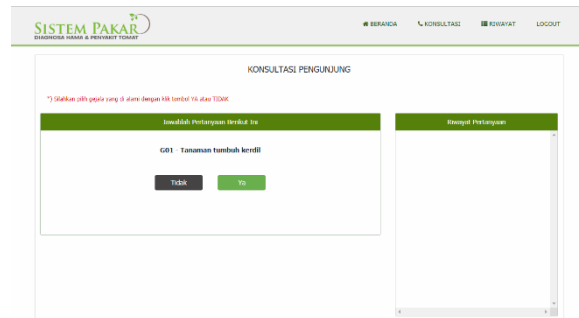 SISTEM PAKAR
DIAGNOSA HAMA & PENYAKIT TOMAT
BERANDA KONSULTASI RIWAYAT LOGOUT
KONSULTASI PENGUNJUNG
*) Silahkan pilih gejala yang di alami dengan klik tombol YA atau TIDAK
Jawablah Pertanyaan Berikut Ini
G01 - Tanaman tumbuh kerdil
Tidak Ya
Riwayat Pertanyaan